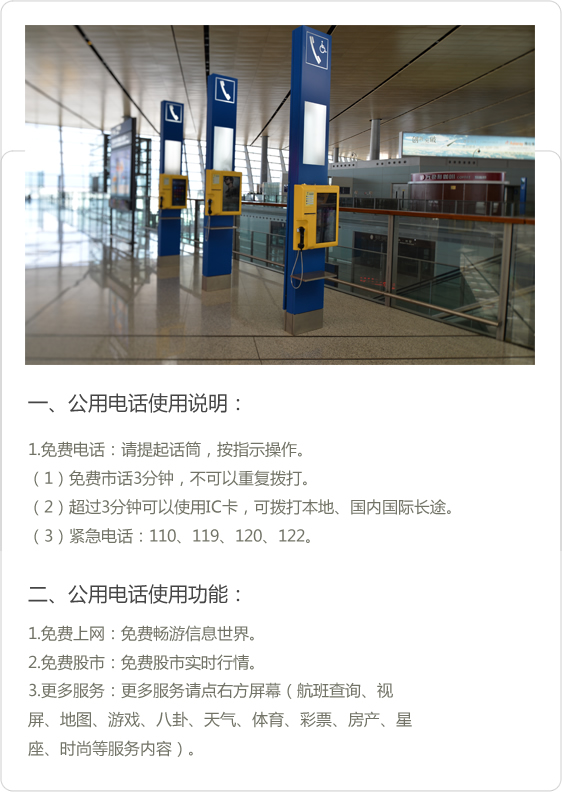 一、公用电话使用说明：
1.免费电话：请提起话筒，按指示操作。
（1）免费市话3分钟，不可以重复拨打。
（2）超过3分钟可以使用IC卡，可拨打本地、国内国际长途。
（3）紧急电话：110、119、120、122。
二、公用电话使用功能：
1.免费上网：免费畅游信息世界。
2.免费股市：免费股市实时行情。
3.更多服务：更多服务请点右方屏幕（航班查询、视
屏、地图、游戏、八卦、天气、体育、彩票、房产、星
座、时尚等服务内容）。